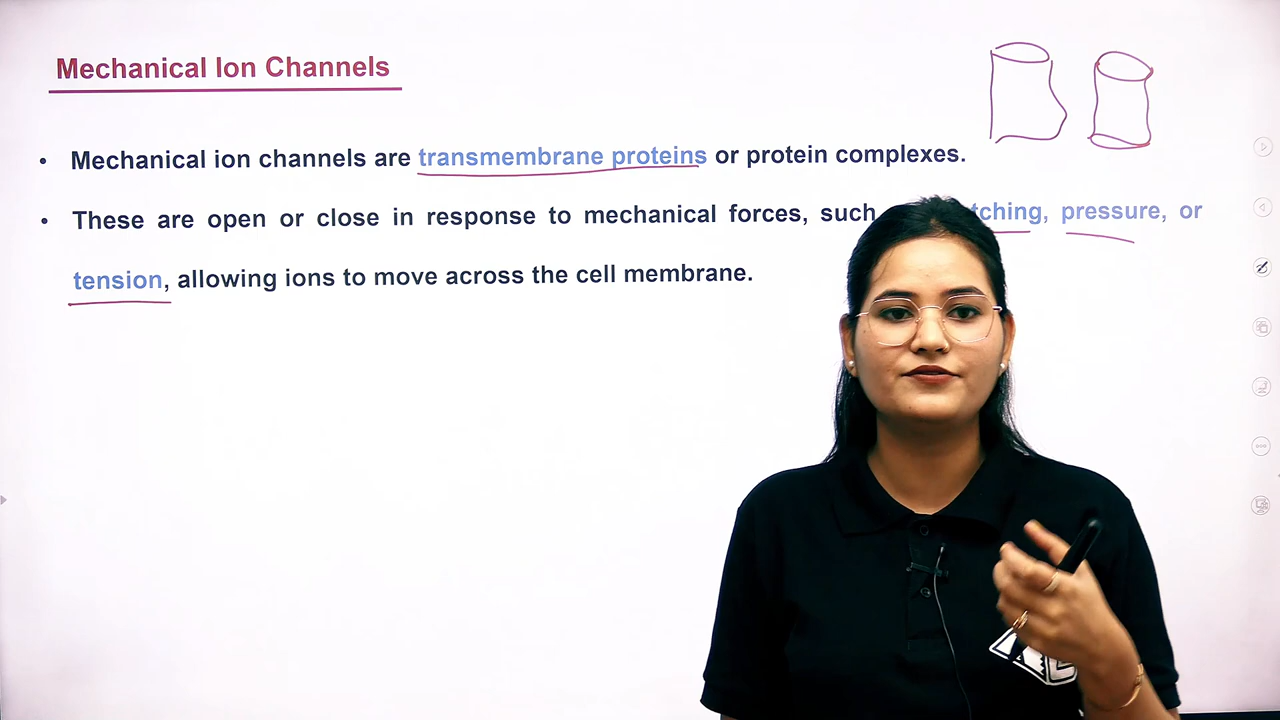 Mechanical Ion Channels
• Mechanical ion channels are transmembrane proteins or protein complexes.
• These are open or close in response to mechanical forces, such tching, pressure, or
tension, allowing ions to move across the cell membrane.